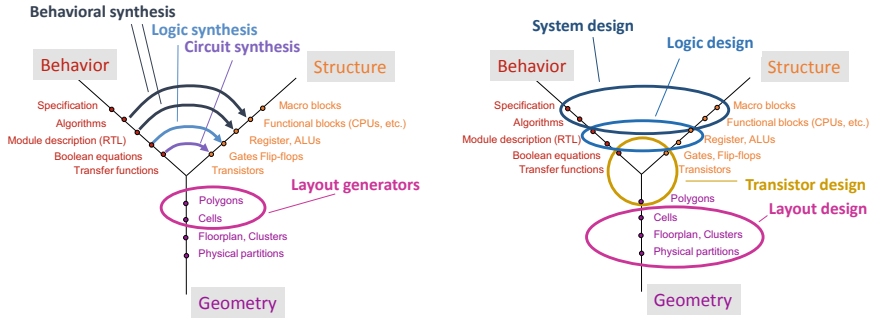 Behavioral synthesis
Logic synthesis
Circuit synthesis
Behavior
Structure
Specification
Algorithms
Module description (RTL)
Boolean equations
Transfer functions
Macro blocks
Functional blocks (CPUs, etc.)
Register, ALUs
Gates Flip-flops
Transistors
Layout generators
Polygons
Cells
Floorplan, Clusters
Physical partitions
Geometry
System design
Logic design
Behavior
Structure
Specification
Algorithms
Module description (RTL)
Boolean equations
Transfer functions
Macro blocks
Functional blocks (CPUs, etc.)
Register, ALUs
Gates, Flip-flops
Transistors
Transistor design
Layout design
Polygons
Cells
Floorplan, Clusters
Physical partitions
Geometry